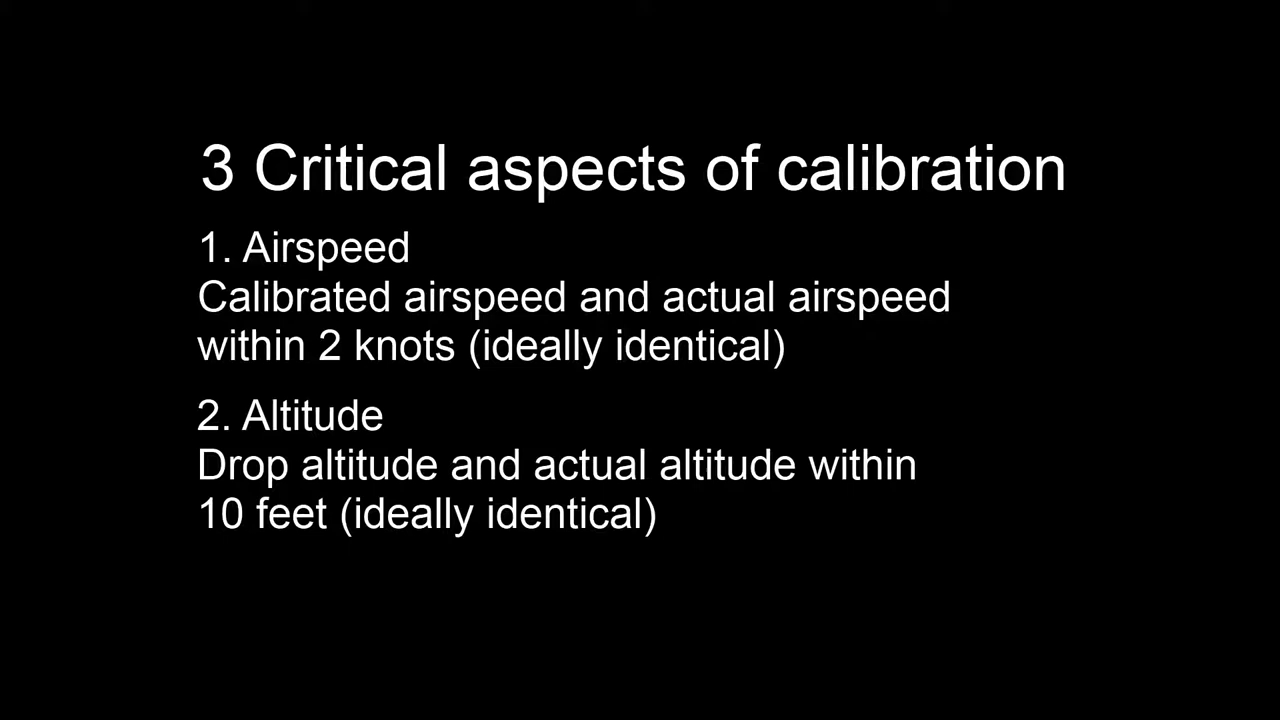 3 Critical aspects of calibration
1. Airspeed
Calibrated airspeed and actual airspeed
within 2 knots (ideally identical)
2. Altitude
Drop altitude and actual altitude within
10 feet (ideally identical)